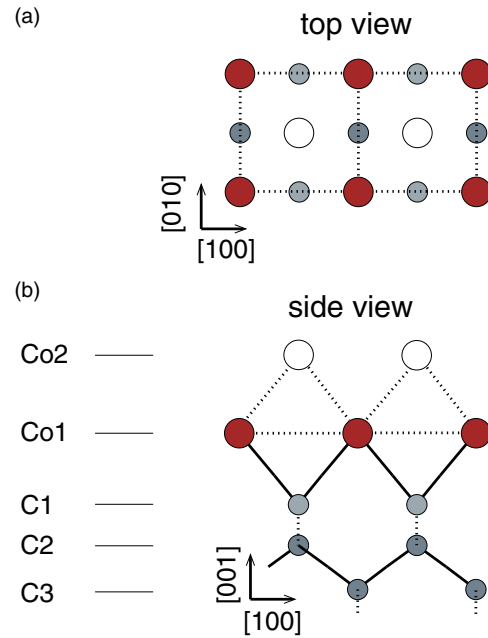 (a)
top view
[010]
[100]
(b)
side view
Co2
Co1
C1
C2
C3
[001]
[100]